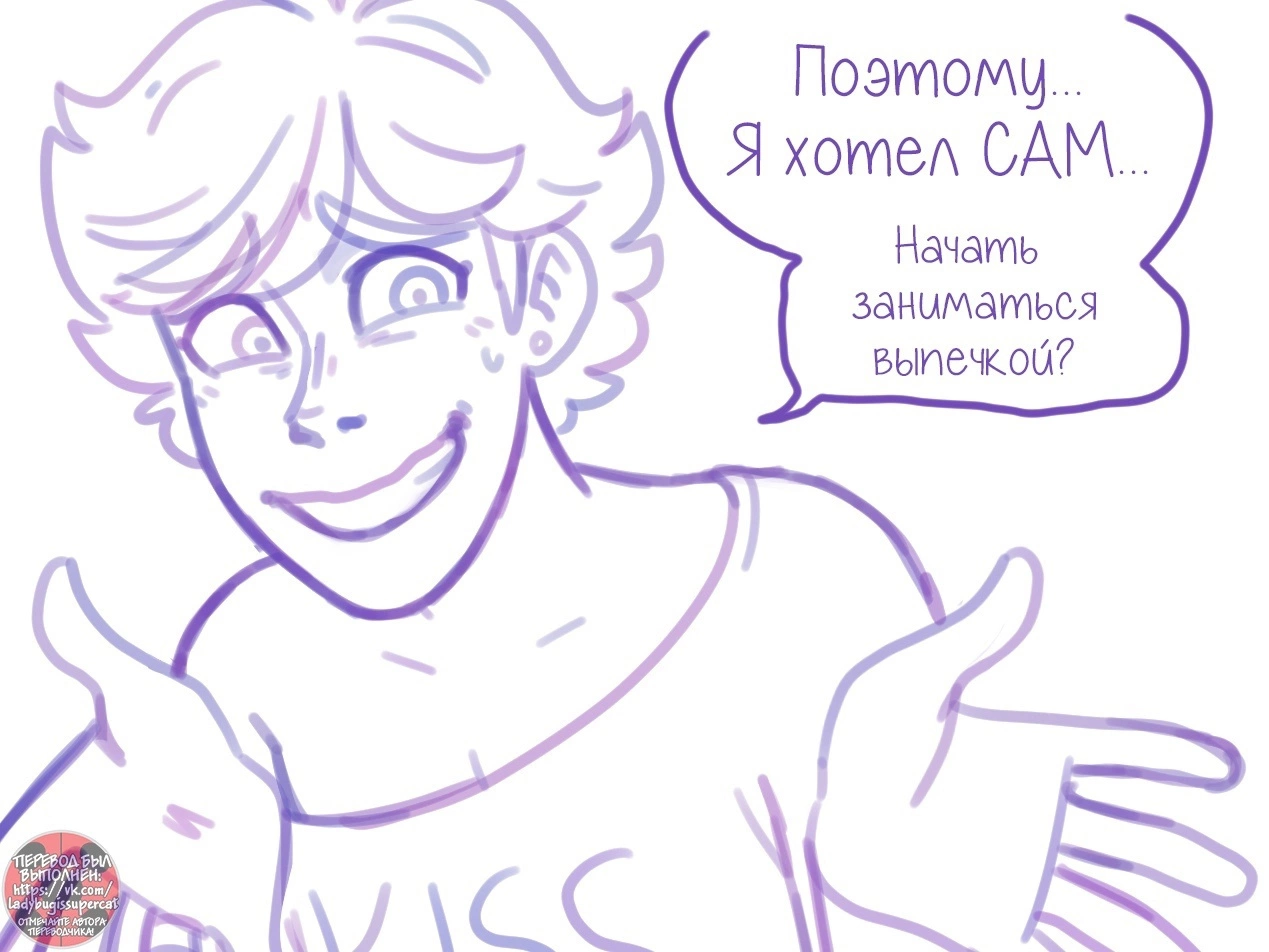 Поэтому...
Я хотел САМ...
Начать
заниматься
выпечкой?
ПЕРЕВОД БЫЛ
ВЫПОЛНЕН:
https://vk.com/
ladybugissupercat
ОТМЕЧАЙТЕ АВТОРА-
ПЕРЕВОДЧИКА!